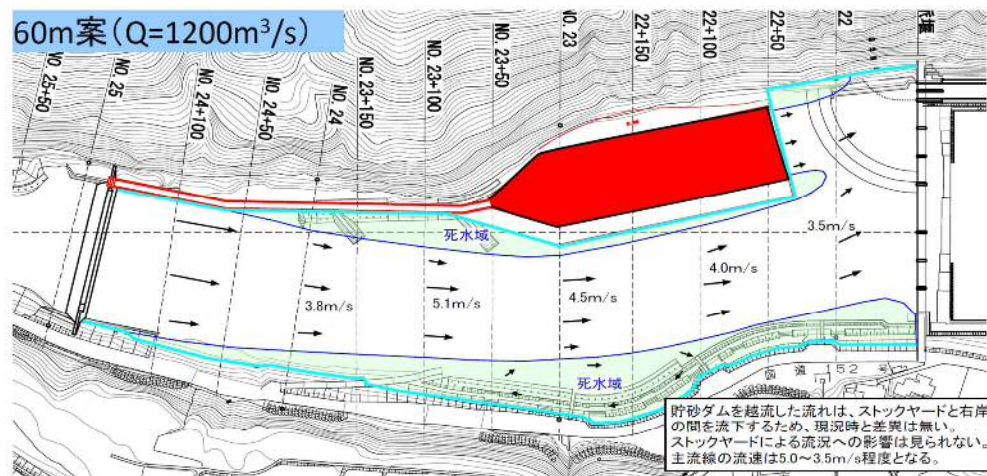 60m案(Q=1200m³/s)
NO. 25+50
NO. 25
NO. 24+100
NO. 24+50
NO. 24
NO. 23+150
NO. 23+100
NO. 23+50
NO. 23
22+150
22+100
22+50
22
死水域
3.5m/s
4.0m/s
4.5m/s
5.1m/s
3.8m/s
死水域
国道52号
貯砂ダムを越流した流れは、ストックヤードと右岸
の間を流下するため、現況時と差異は無い。
ストックヤードによる流況への影響は見られない。
主流線の流速は5.0~3.5m/s程度となる。